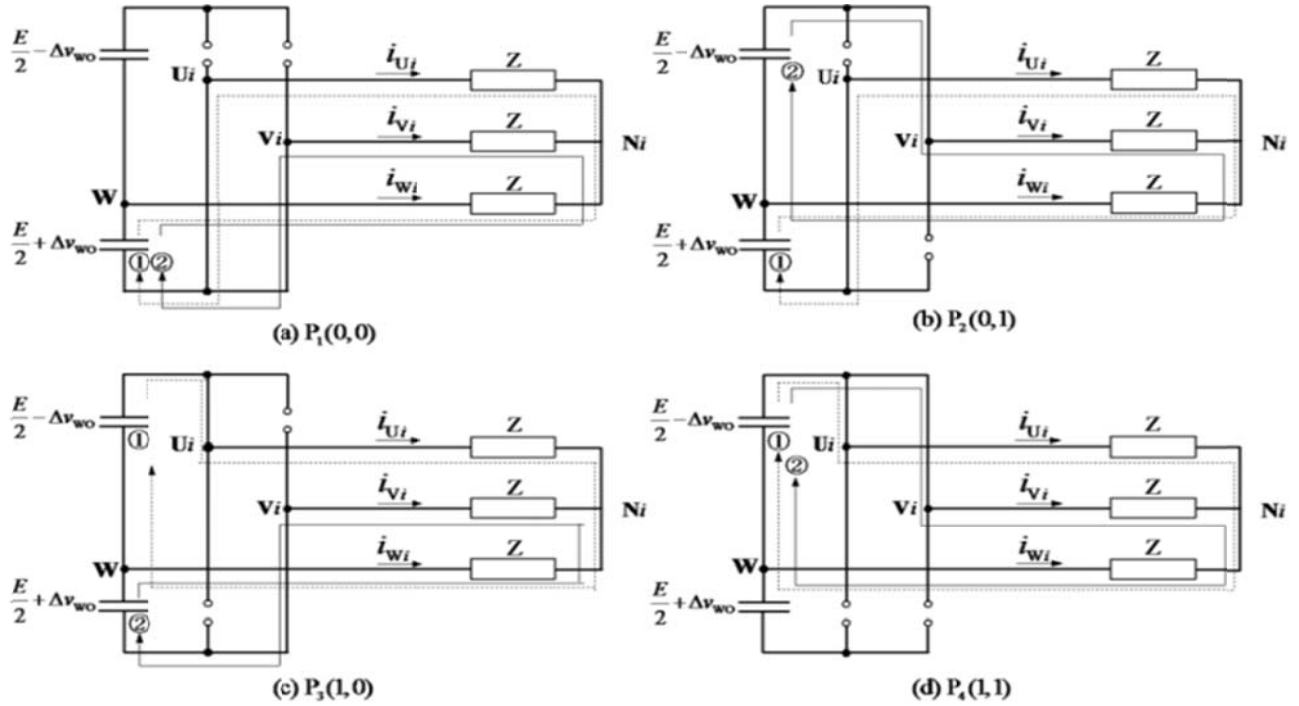 E/2 − Δv_WO
Ui
i_Ui
Z
Vi
i_Vi
Z
Ni
W
i_Wi
Z
E/2 + Δv_WO
①②
(a) P₁(0,0)
E/2 − Δv_WO
②
Ui
i_Ui
Z
Vi
i_Vi
Z
Ni
W
i_Wi
Z
E/2 + Δv_WO
①
(b) P₂(0,1)
E/2 − Δv_WO
①
Ui
i_Ui
Z
Vi
i_Vi
Z
Ni
W
i_Wi
Z
E/2 + Δv_WO
②
(c) P₃(1,0)
E/2 − Δv_WO
①
②
Ui
i_Ui
Z
Vi
i_Vi
Z
Ni
W
i_Wi
Z
E/2 + Δv_WO
(d) P₄(1,1)